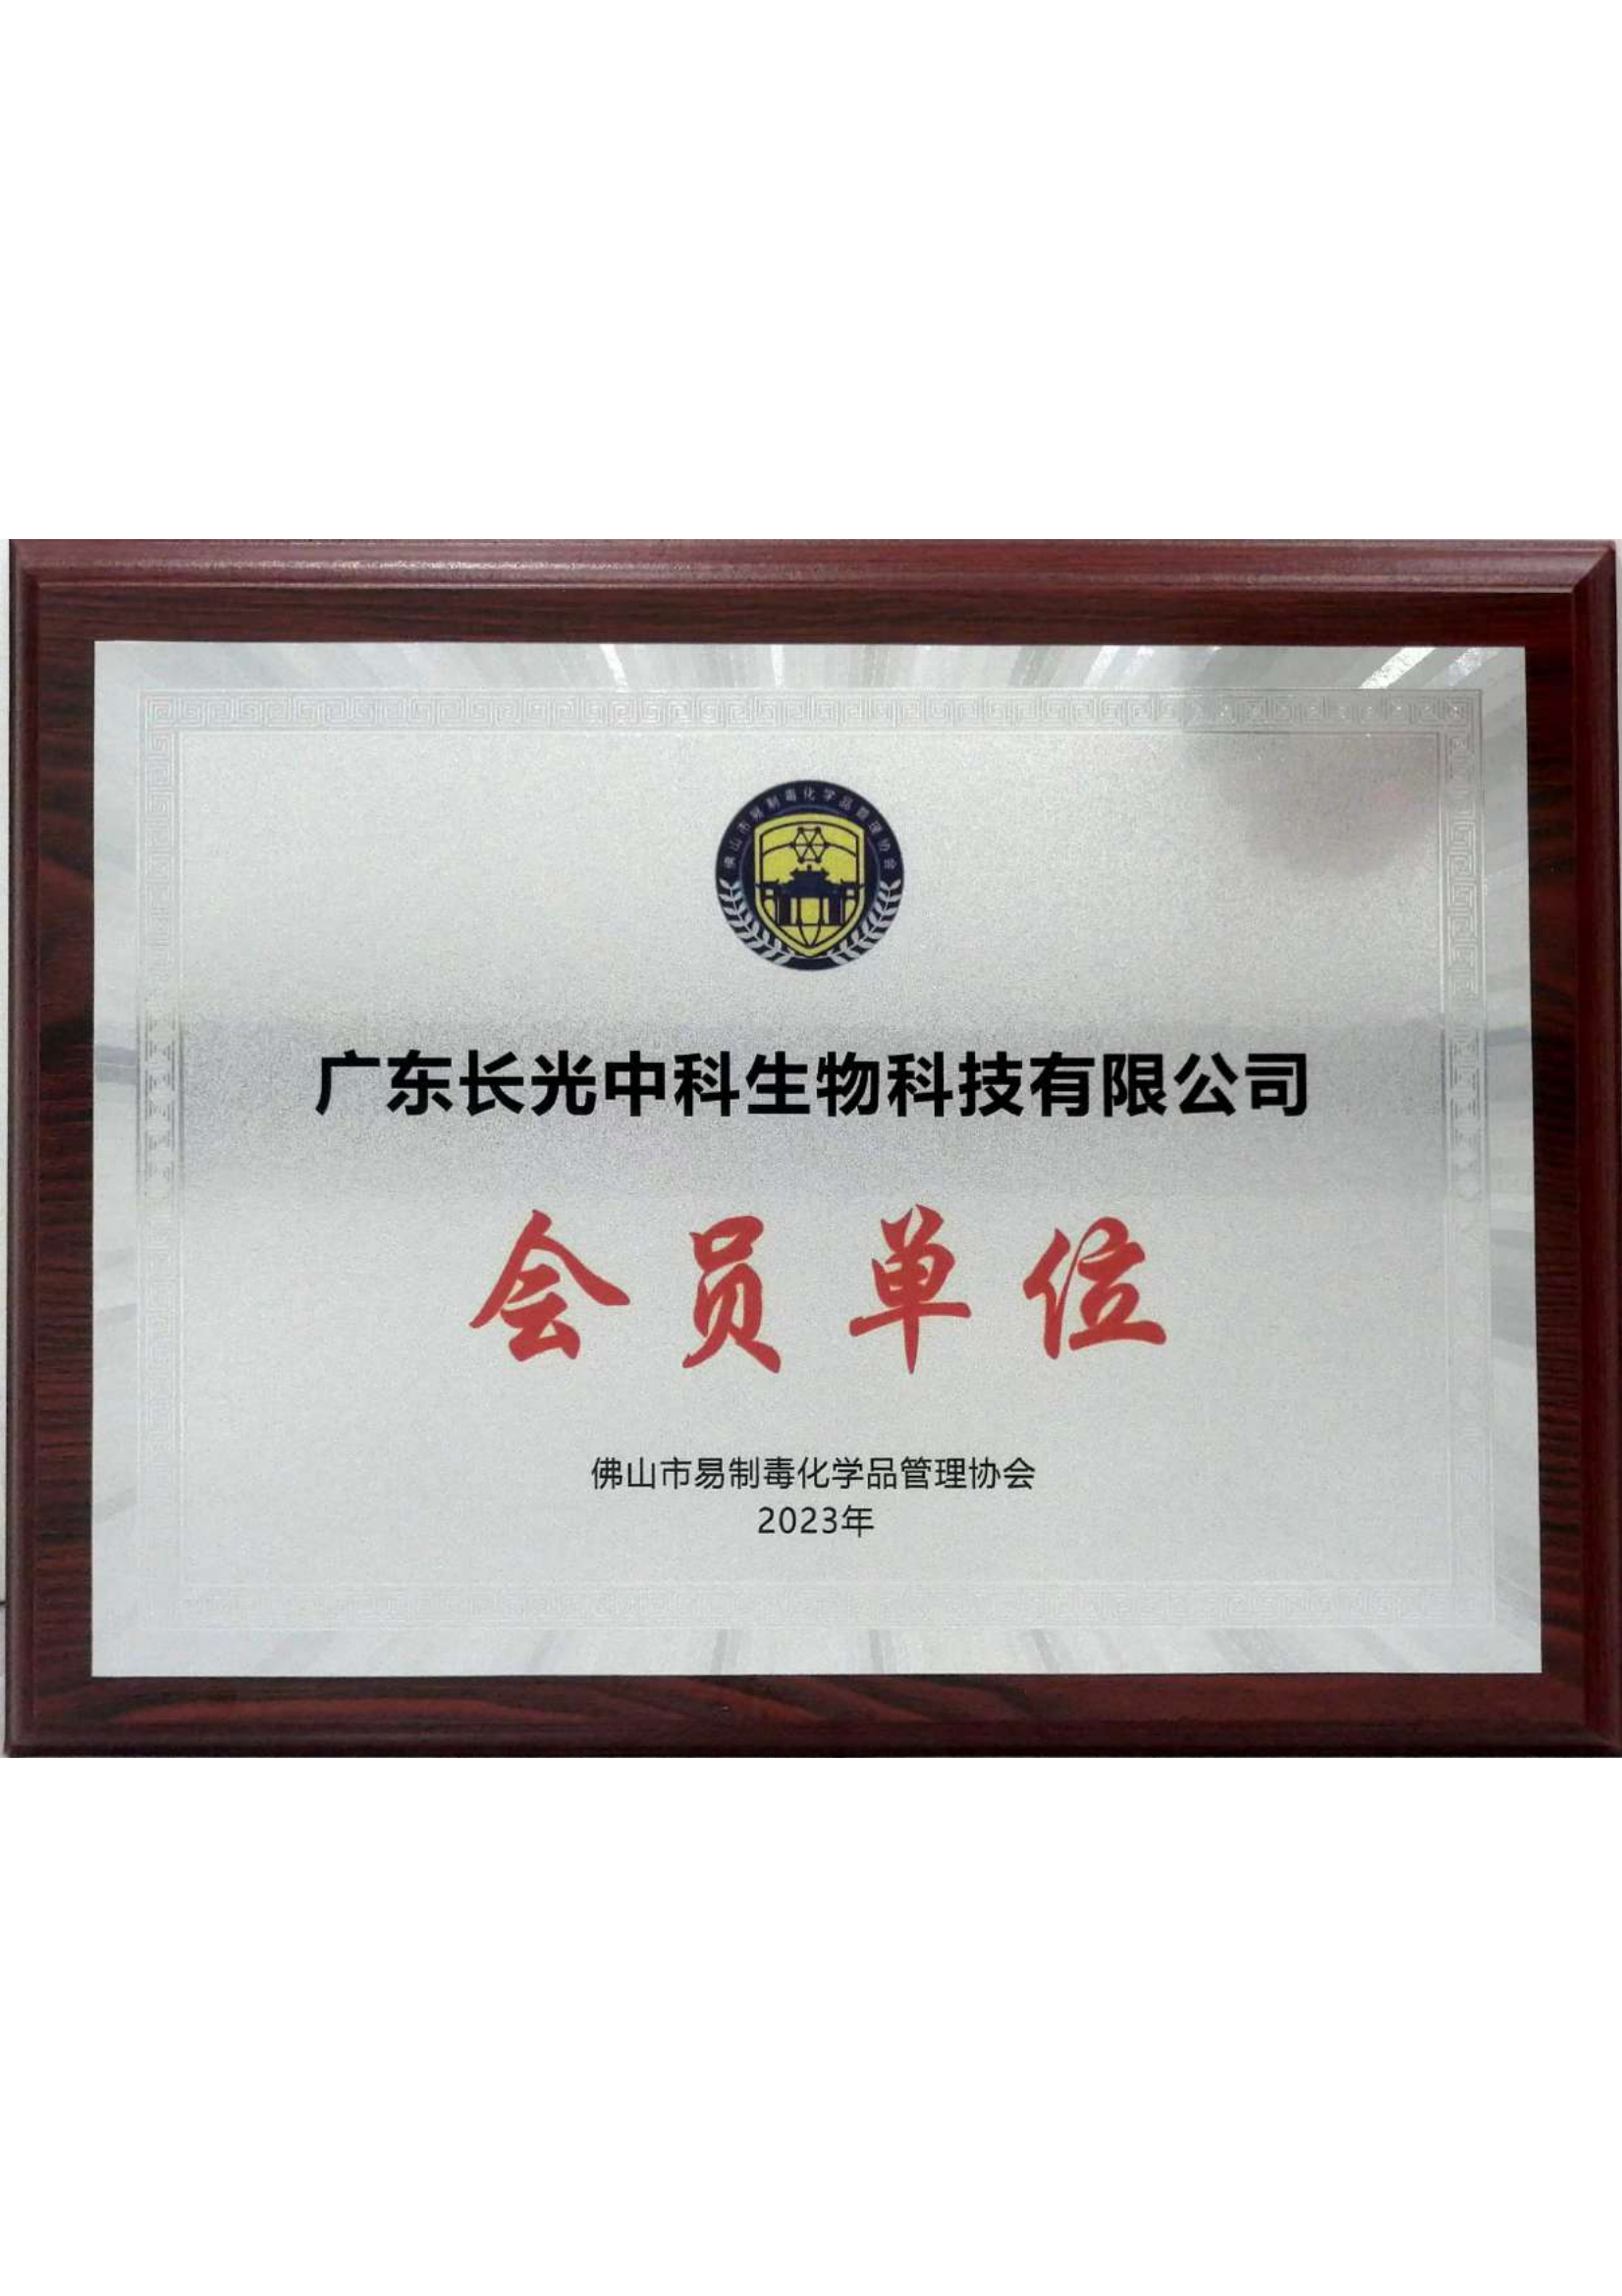 佛山市易制毒化学品管理协会
广东长光中科生物科技有限公司
会员单位
佛山市易制毒化学品管理协会
2023年